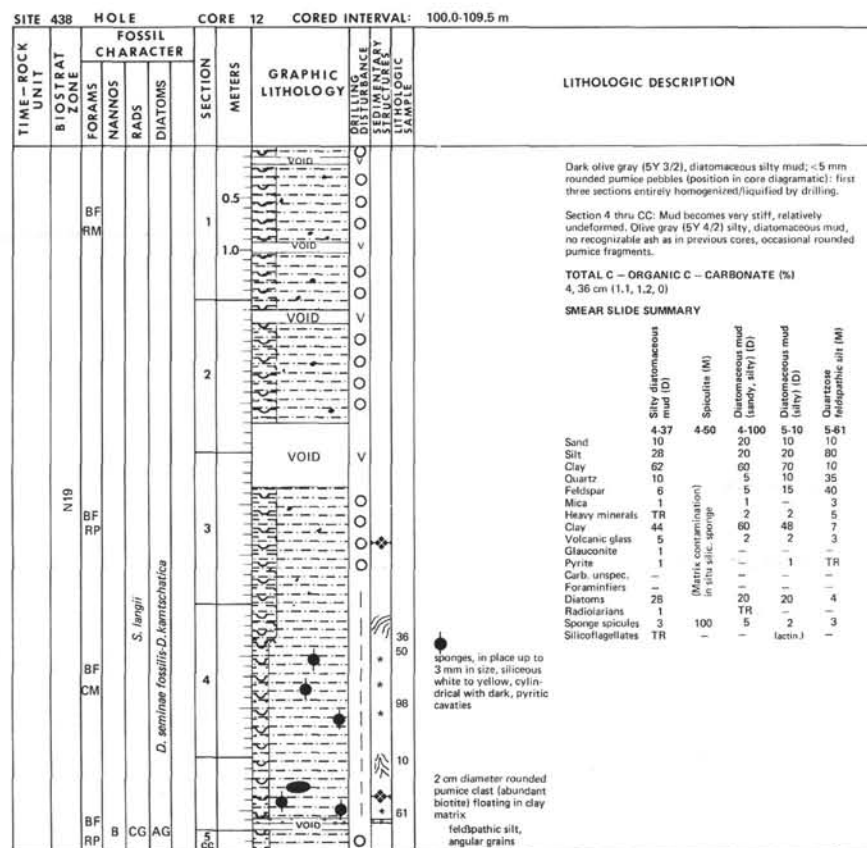 SITE 438 HOLE CORE 12 CORED INTERVAL: 100.0-109.5 m
TIME-ROCK UNIT
BIOSTRAT ZONE
FOSSIL CHARACTER
FORAMS
NANNOS
RADS
DIATOMS
SECTION
METERS
GRAPHIC LITHOLOGY
DRILLING DISTURBANCE
SEDIMENTARY STRUCTURES
LITHOLOGIC SAMPLE
LITHOLOGIC DESCRIPTION
N19
BF
RM
BF
RP
BF
CM
BF
RP
B
S. langii
CG
D. seminae fossilis-D. kamtschatica
AG
1
0.5
1.0
2
3
4
5
CC
VOID
VOID
VOID
VOID
VOID
V
V
V
V
36
50
98
10
61
sponges, in place up to
3 mm in size, siliceous
white to yellow, cylin-
drical with dark, pyritic
cavaties
2 cm diameter rounded
pumice clast (abundant
biotite) floating in clay
matrix
feldspathic silt,
angular grains
Dark olive gray (5Y 3/2), diatomaceous silty mud; <5 mm
rounded pumice pebbles (position in core diagramatic): first
three sections entirely homogenized/liquified by drilling.
Section 4 thru CC: Mud becomes very stiff, relatively
undeformed. Olive gray (5Y 4/2) silty, diatomaceous mud,
no recognizable ash as in previous cores, occasional rounded
pumice fragments.
TOTAL C – ORGANIC C – CARBONATE (%)
4, 36 cm (1.1, 1.2, 0)
SMEAR SLIDE SUMMARY
Silty diatomaceous mud (D)
Spiculite (M)
Diatomaceous mud (sandy, silty) (D)
Diatomaceous mud (silty) (D)
Quartzose feldspathic silt (M)
4-37 4-50 4-100 5-10 5-61
Sand 10 20 10 10
Silt 28 20 20 80
Clay 62 60 70 10
Quartz 10 5 10 35
Feldspar 6 5 15 40
Mica 1 1 – 3
Heavy minerals TR 2 2 5
Clay 44 60 48 7
Volcanic glass 5 2 2 3
Glauconite 1 – – –
Pyrite 1 – 1 TR
Carb. unspec. – – – –
Foraminfiers – – – –
Diatoms 28 20 20 4
Radiolarians 1 TR – –
Sponge spicules 3 100 5 2 3
Silicoflagellates TR – (actin.) –
(Matrix contamination)
in situ silic. sponge